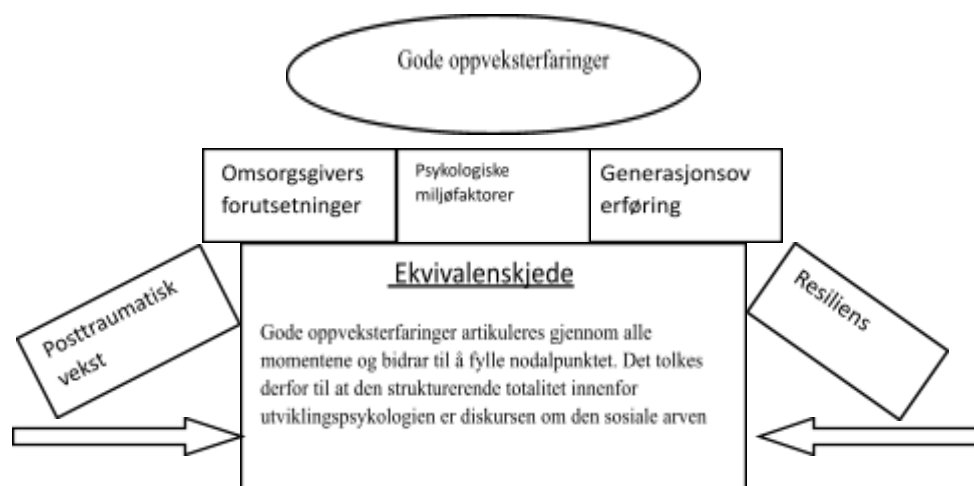 Gode oppveksterfaringer
Omsorgsgivers
forutsetninger
Psykologiske
miljøfaktorer
Generasjonsov
erføring
Posttraumatisk
vekst
Ekvivalenskjede
Gode oppveksterfaringer artikuleres gjennom alle
momentene og bidrar til å fylle nodalpunktet. Det tolkes
derfor til at den strukturerende totalitet innenfor
utviklingspsykologien er diskursen om den sosiale arven
Resiliens